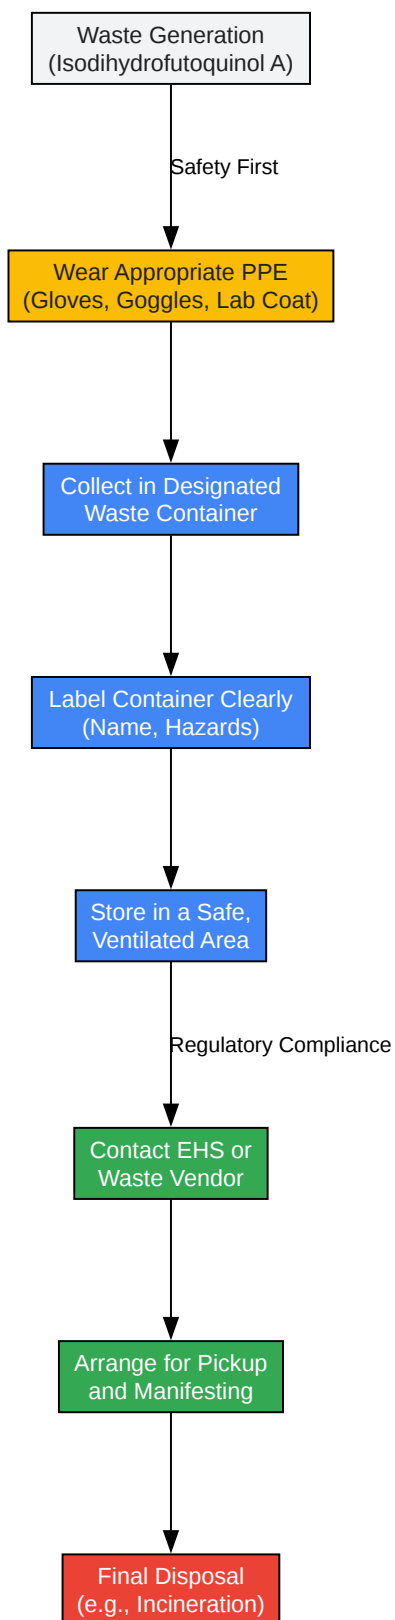 Waste Generation
(Isodihydrofutoquinol A)
Safety First
Wear Appropriate PPE
(Gloves, Goggles, Lab Coat)
Collect in Designated
Waste Container
Label Container Clearly
(Name, Hazards)
Store in a Safe,
Ventilated Area
Regulatory Compliance
Contact EHS or
Waste Vendor
Arrange for Pickup
and Manifesting
Final Disposal
(e.g., Incineration)